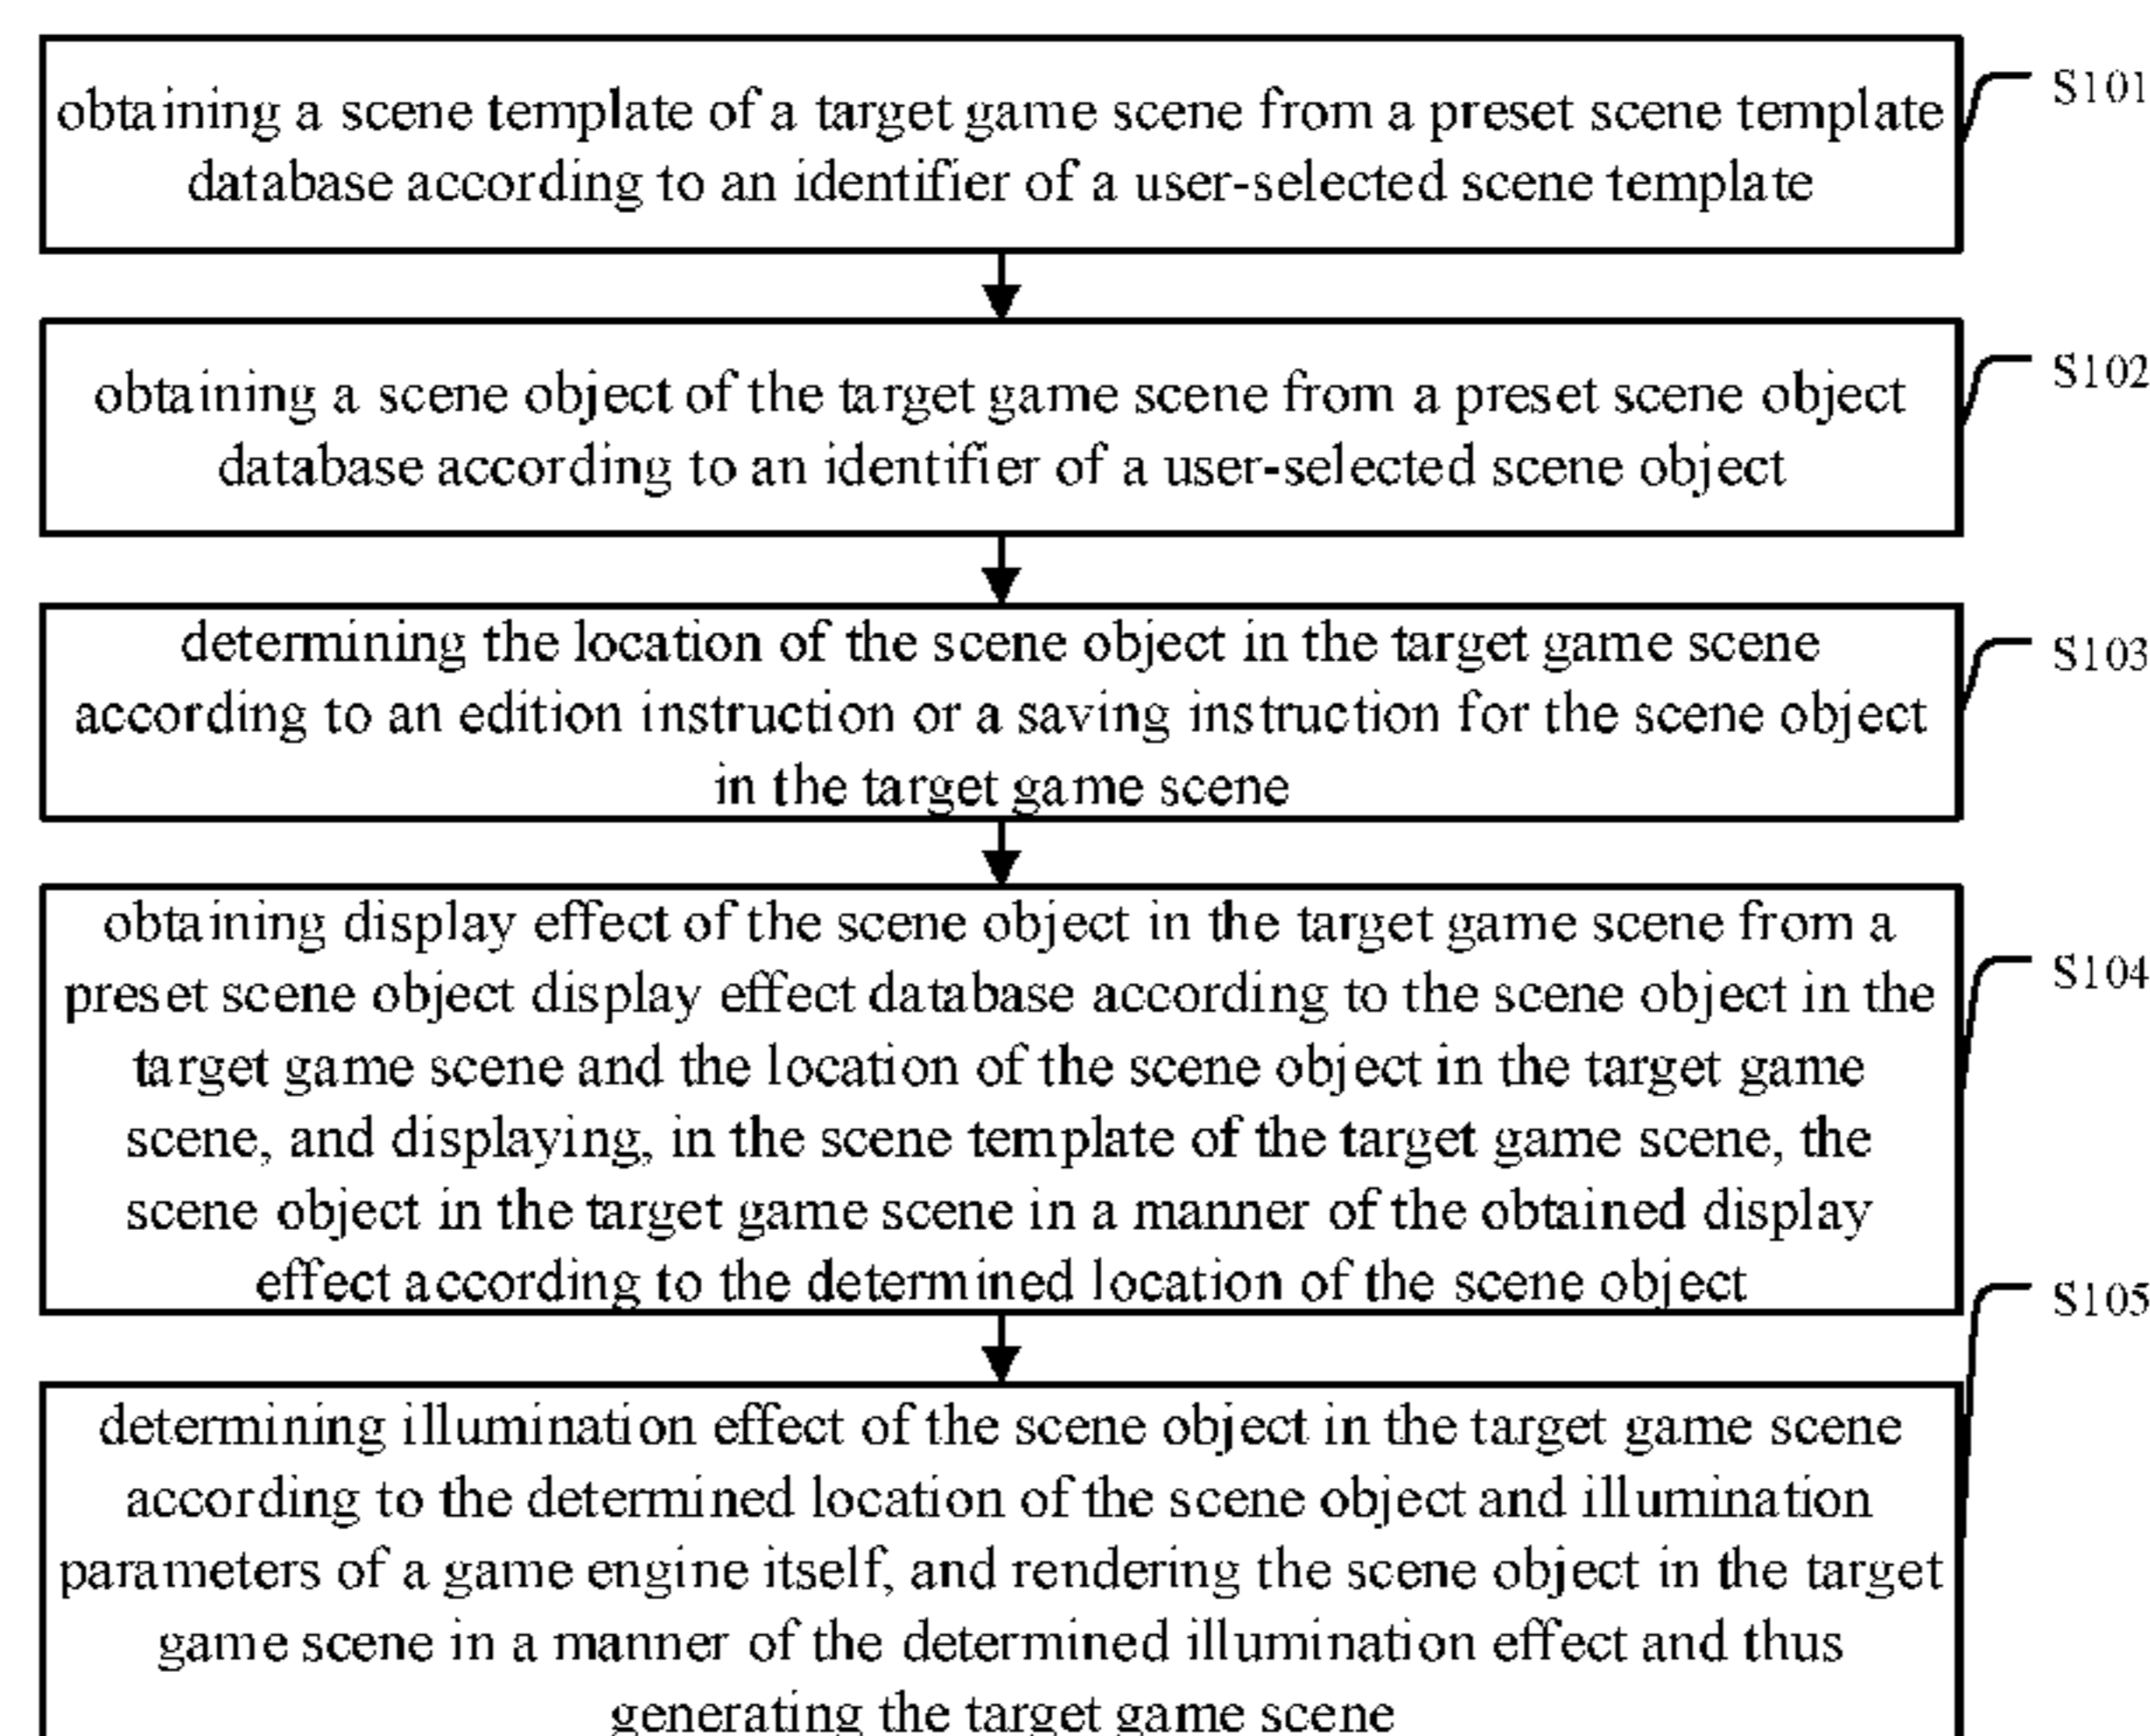 obtaining a scene template of a target game scene from a preset scene template
database according to an identifier of a user-selected scene template
S101
obtaining a scene object of the target game scene from a preset scene object
database according to an identifier of a user-selected scene object
S102
determining the location of the scene object in the target game scene
according to an edition instruction or a saving instruction for the scene object
in the target game scene
S103
obtaining display effect of the scene object in the target game scene from a
preset scene object display effect database according to the scene object in the
target game scene and the location of the scene object in the target game
scene, and displaying, in the scene template of the target game scene, the
scene object in the target game scene in a manner of the obtained display
effect according to the determined location of the scene object
S104
determining illumination effect of the scene object in the target game scene
according to the determined location of the scene object and illumination
parameters of a game engine itself, and rendering the scene object in the target
game scene in a manner of the determined illumination effect and thus
generating the target game scene
S105